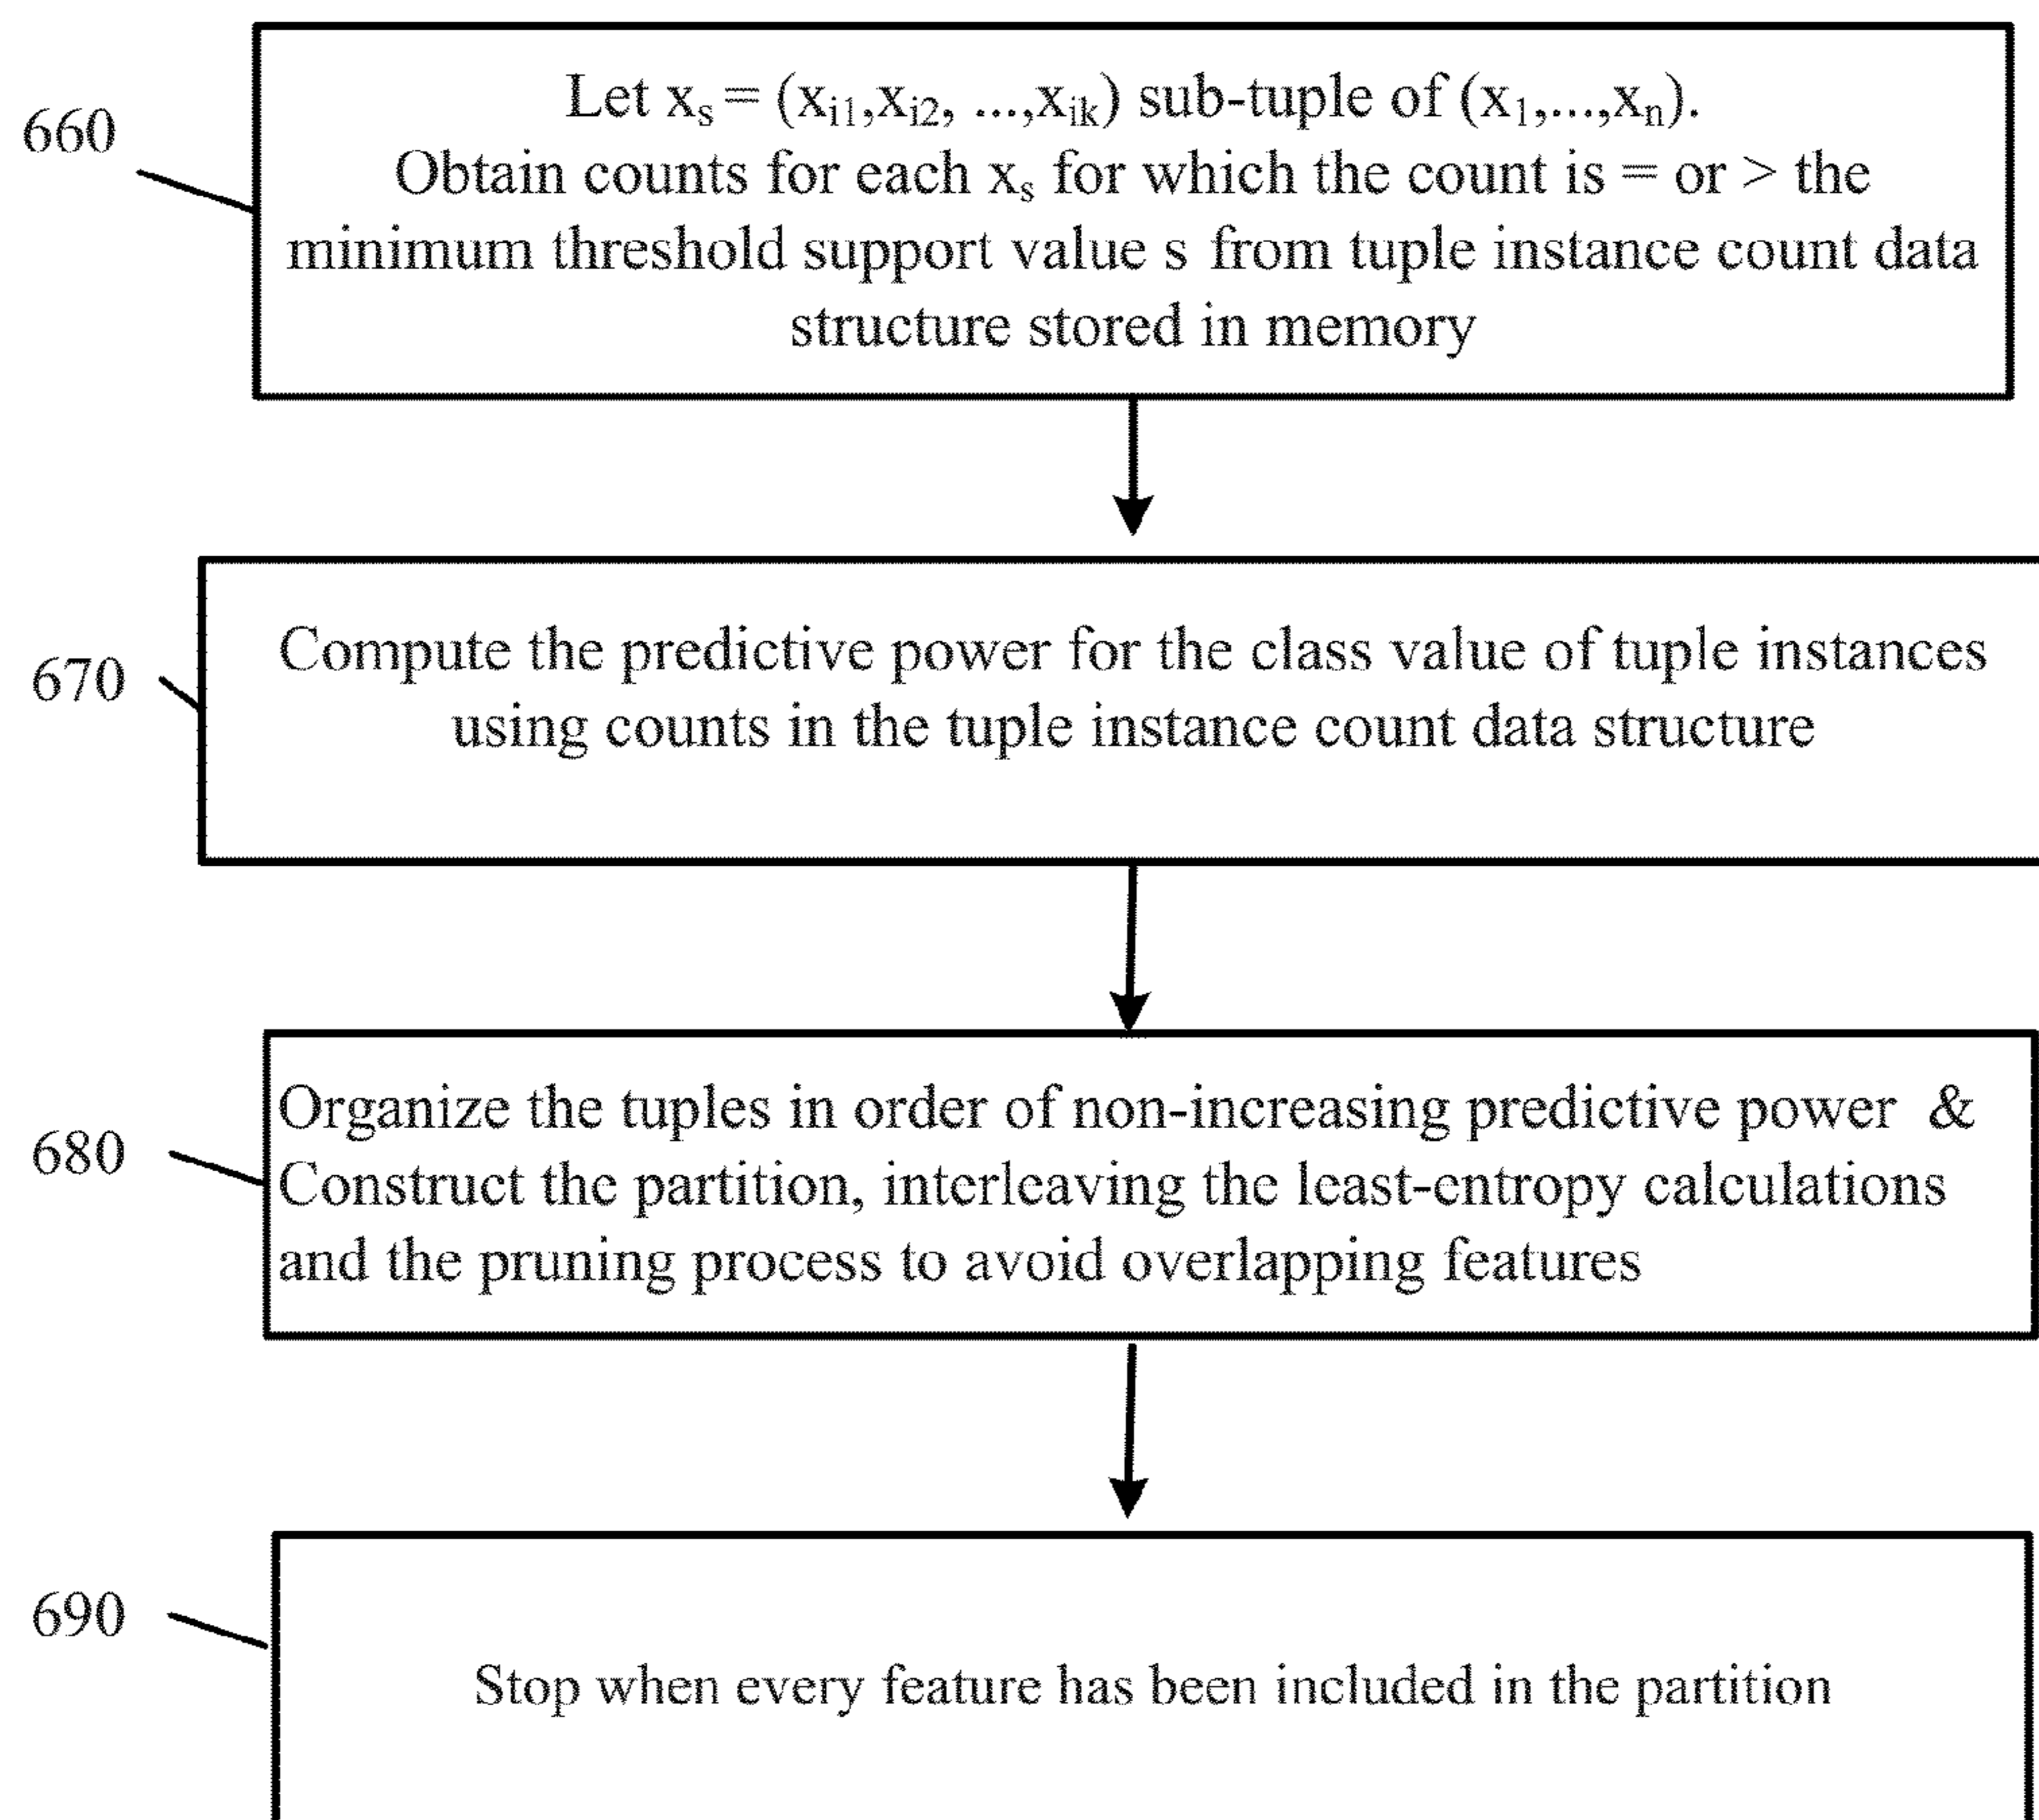 660
Let xₛ = (xᵢ₁,xᵢ₂, ...,xᵢₖ) sub-tuple of (x₁,...,xₙ).
Obtain counts for each xₛ for which the count is = or > the
minimum threshold support value s from tuple instance count data
structure stored in memory
670
Compute the predictive power for the class value of tuple instances
using counts in the tuple instance count data structure
680
Organize the tuples in order of non-increasing predictive power &
Construct the partition, interleaving the least-entropy calculations
and the pruning process to avoid overlapping features
690
Stop when every feature has been included in the partition